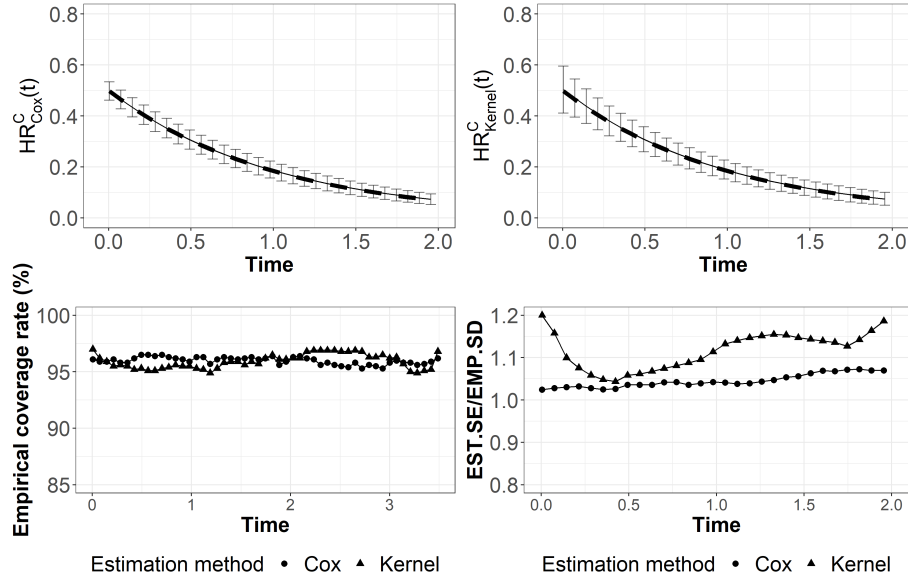 0.8
0.6
0.4
0.2
0.0
HR^C_Cox(t)
0.0 0.5 1.0 1.5 2.0
Time
0.8
0.6
0.4
0.2
0.0
HR^C_Kernel(t)
0.0 0.5 1.0 1.5 2.0
Time
100
95
90
85
Empirical coverage rate (%)
0 1 2 3
Time
1.2
1.1
1.0
0.9
0.8
EST.SE/EMP.SD
0.0 0.5 1.0 1.5 2.0
Time
Estimation method Cox Kernel
Estimation method Cox Kernel